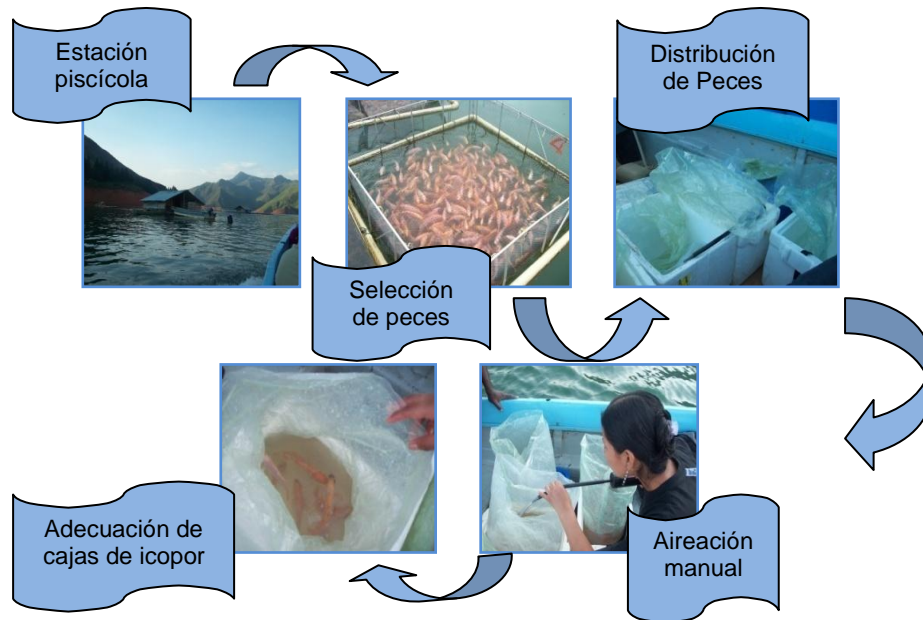 Estación
piscícola
Selección
de peces
Distribución
de Peces
Aireación
manual
Adecuación de
cajas de icopor